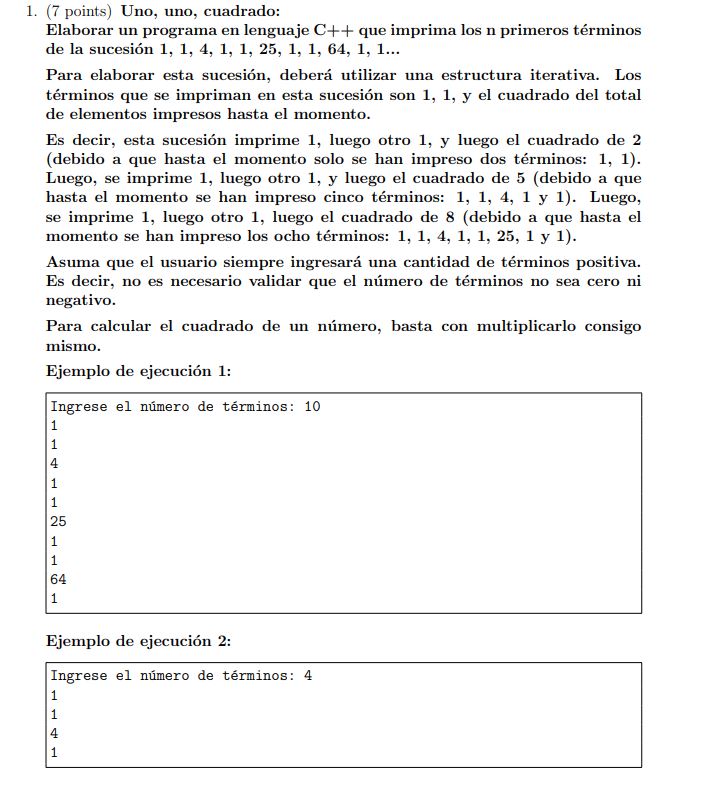 1. (7 points) Uno, uno, cuadrado:
Elaborar un programa en lenguaje C++ que imprima los n primeros términos
de la sucesión 1, 1, 4, 1, 1, 25, 1, 1, 64, 1, 1...
Para elaborar esta sucesión, deberá utilizar una estructura iterativa. Los
términos que se impriman en esta sucesión son 1, 1, y el cuadrado del total
de elementos impresos hasta el momento.
Es decir, esta sucesión imprime 1, luego otro 1, y luego el cuadrado de 2
(debido a que hasta el momento solo se han impreso dos términos: 1, 1).
Luego, se imprime 1, luego otro 1, y luego el cuadrado de 5 (debido a que
hasta el momento se han impreso cinco términos: 1, 1, 4, 1 y 1). Luego,
se imprime 1, luego otro 1, luego el cuadrado de 8 (debido a que hasta el
momento se han impreso los ocho términos: 1, 1, 4, 1, 1, 25, 1 y 1).
Asuma que el usuario siempre ingresará una cantidad de términos positiva.
Es decir, no es necesario validar que el número de términos no sea cero ni
negativo.
Para calcular el cuadrado de un número, basta con multiplicarlo consigo
mismo.
Ejemplo de ejecución 1:
Ingrese el número de términos: 10
1
1
4
1
1
25
1
1
64
1
Ejemplo de ejecución 2:
Ingrese el número de términos: 4
1
1
4
1